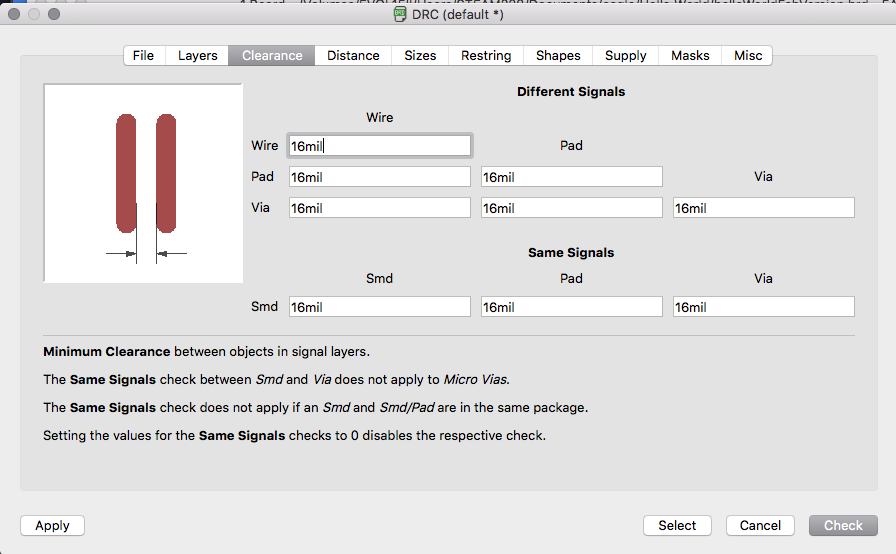 DRC (default *)
File Layers Clearance Distance Sizes Restring Shapes Supply Masks Misc
Different Signals
Wire
Wire 16mil Pad
Pad 16mil 16mil Via
Via 16mil 16mil 16mil
Same Signals
Smd Pad Via
Smd 16mil 16mil 16mil
Minimum Clearance between objects in signal layers.
The Same Signals check between Smd and Via does not apply to Micro Vias.
The Same Signals check does not apply if an Smd and Smd/Pad are in the same package.
Setting the values for the Same Signals checks to 0 disables the respective check.
Apply Select Cancel Check